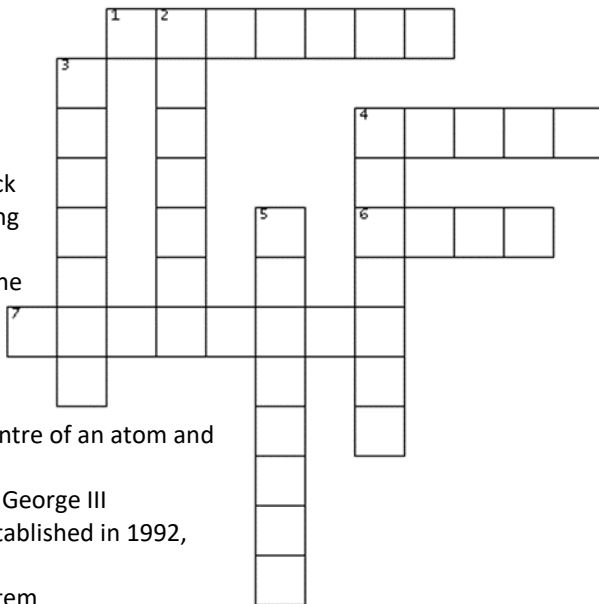 1 2
3
4
ck
ng
5 6
7
ntre of an atom and
George III
tablished in 1992,
rem